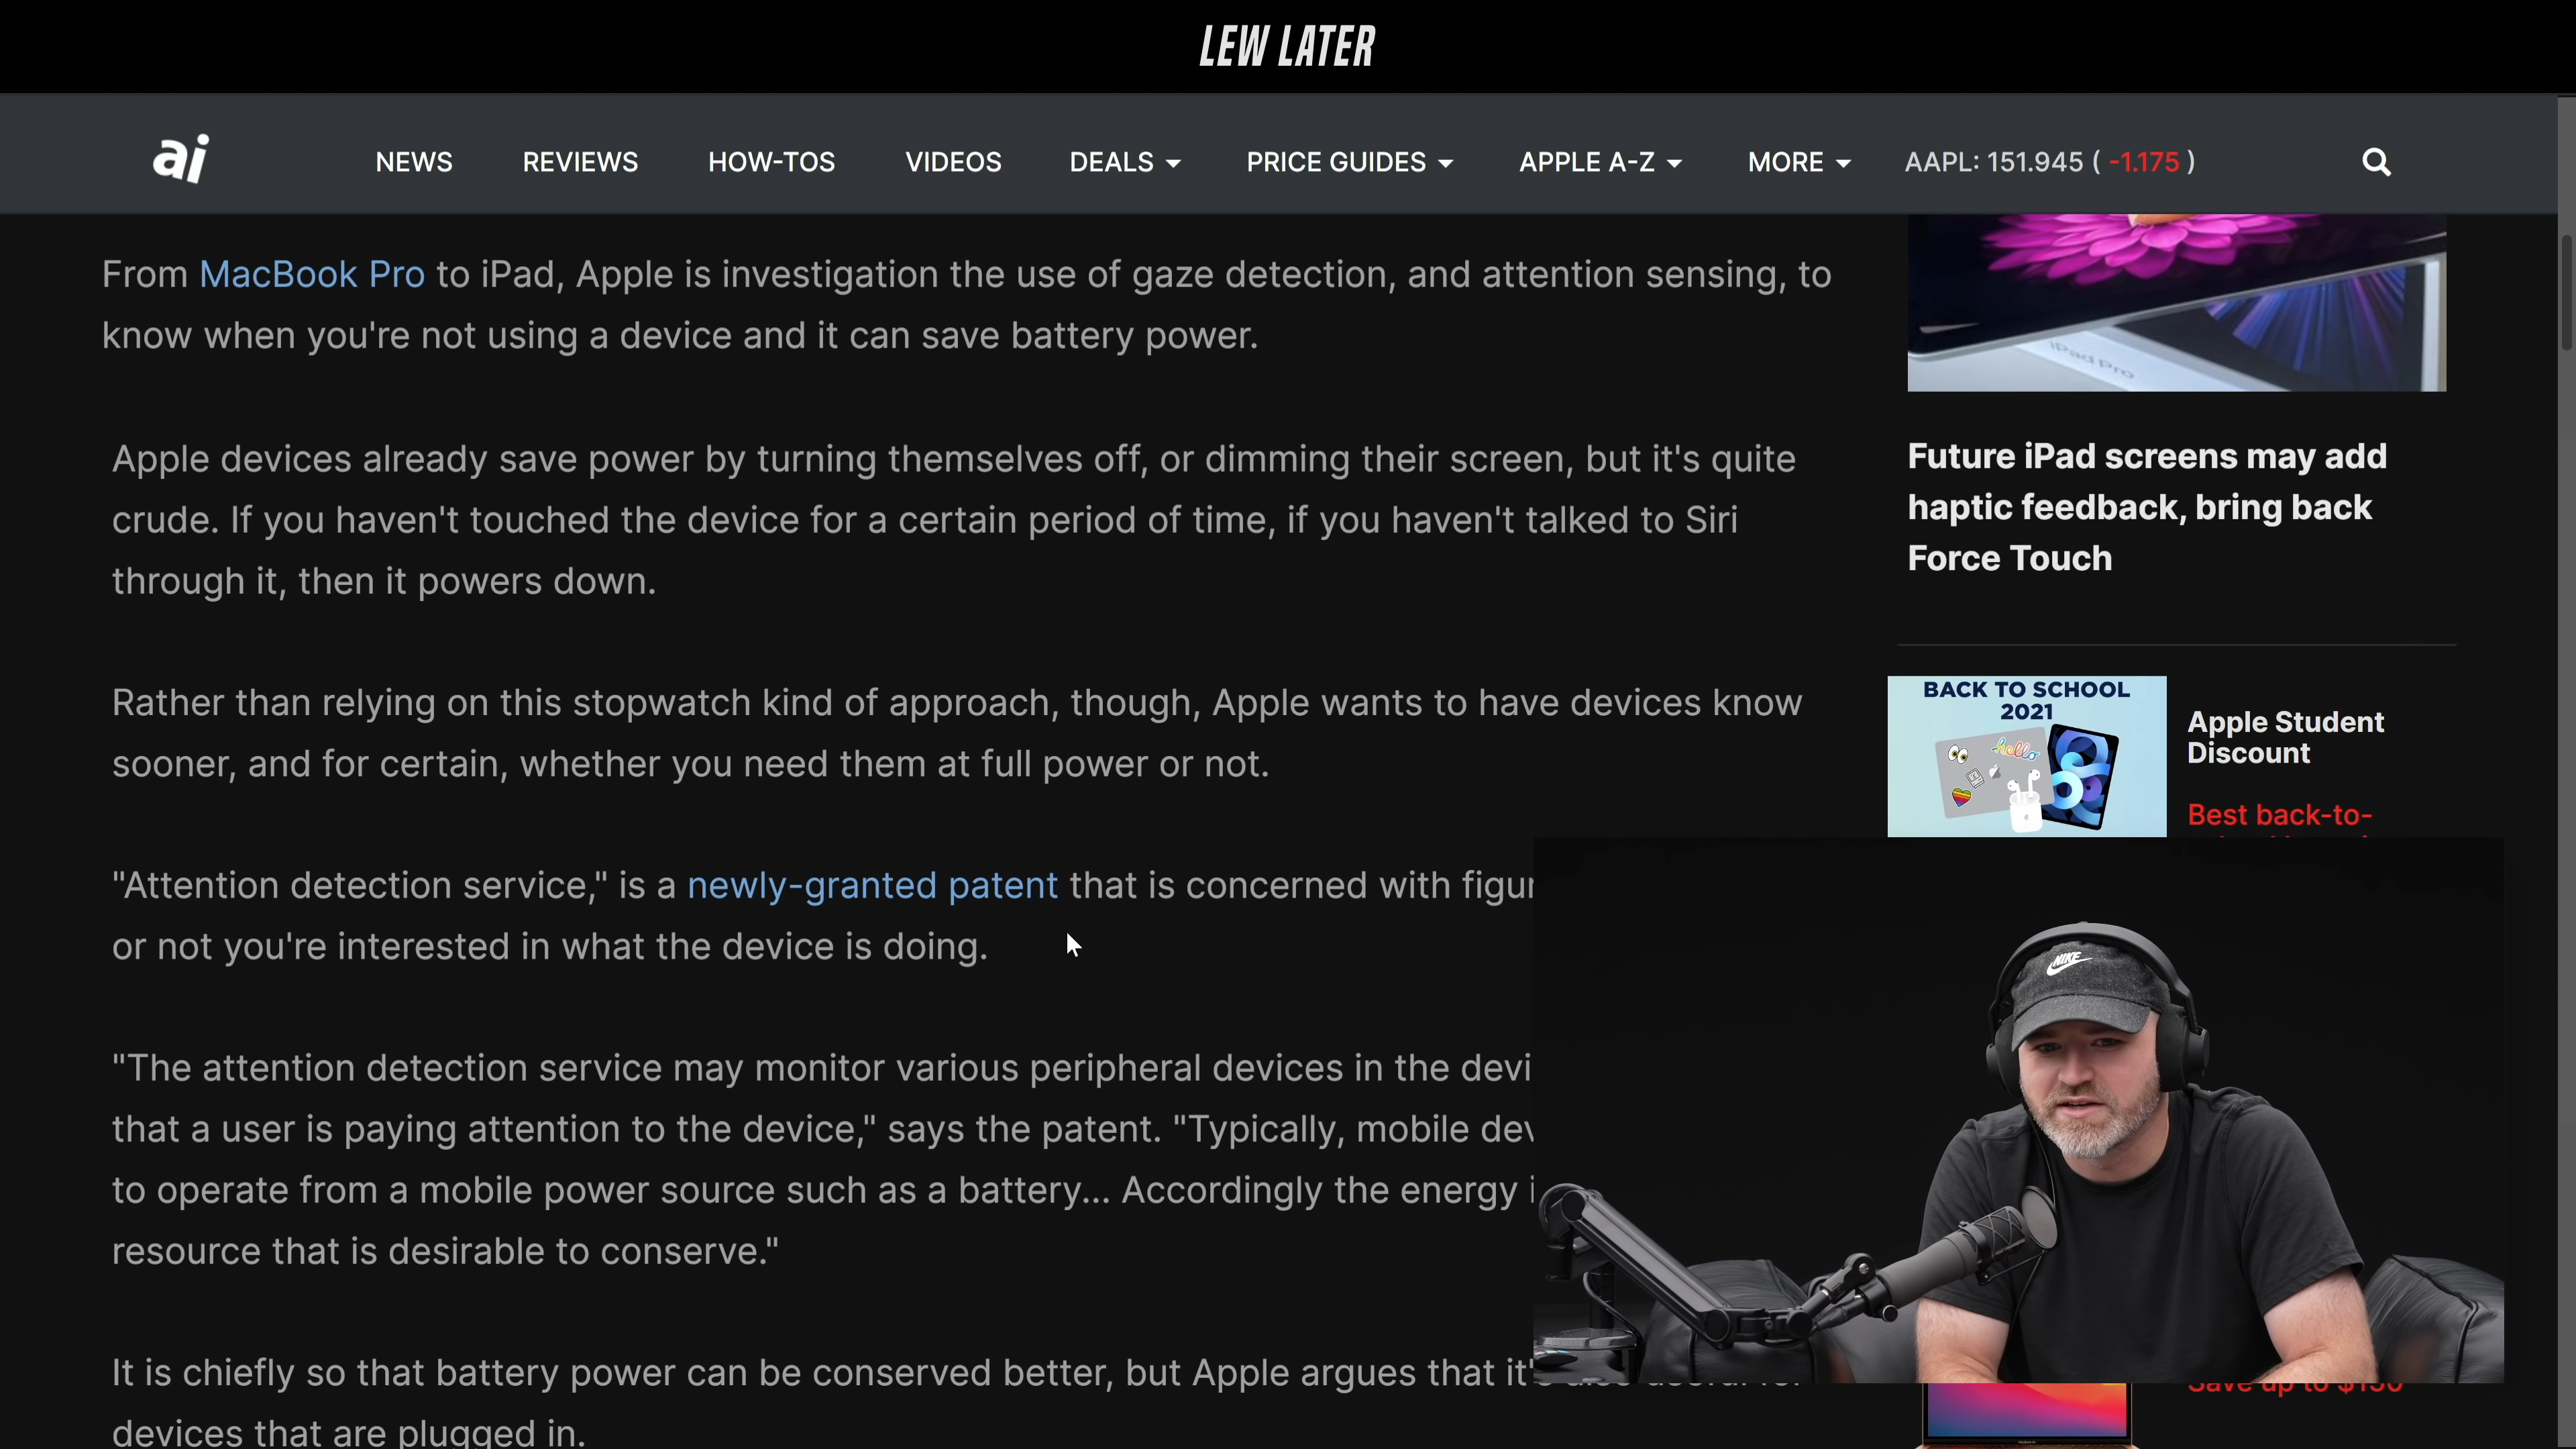 LEW LATER
ai
NEWS
REVIEWS
HOW-TOS
VIDEOS
DEALS
PRICE GUIDES
APPLE A-Z
MORE
AAPL: 151.945 ( -1.175 )
From MacBook Pro to iPad, Apple is investigation the use of gaze detection, and attention sensing, to
know when you're not using a device and it can save battery power.
Apple devices already save power by turning themselves off, or dimming their screen, but it's quite
crude. If you haven't touched the device for a certain period of time, if you haven't talked to Siri
through it, then it powers down.
Rather than relying on this stopwatch kind of approach, though, Apple wants to have devices know
sooner, and for certain, whether you need them at full power or not.
"Attention detection service," is a newly-granted patent that is concerned with
or not you're interested in what the device is doing.
"The attention detection service may monitor various peripheral devices in the
that a user is paying attention to the device," says the patent. "Typically, mobile
to operate from a mobile power source such as a battery... Accordingly the energy
resource that is desirable to conserve."
It is chiefly so that battery power can be conserved better, but Apple argues that
devices that are plugged in.
iPad Pro
Future iPad screens may add
haptic feedback, bring back
Force Touch
BACK TO SCHOOL
2021
hello
Apple Student
Discount
Best back-to-
Save up to $150
NIKE